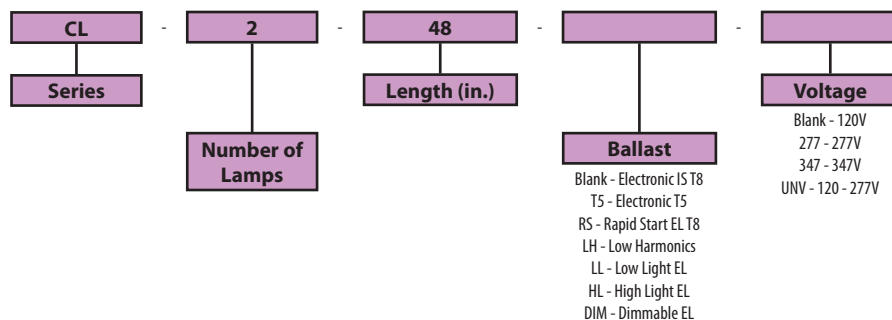 CL - 2 - 48 - -
Series
Length (in.)
Voltage
Blank - 120V
277 - 277V
347 - 347V
UNV - 120 - 277V
Number of
Lamps
Ballast
Blank - Electronic IS T8
T5 - Electronic T5
RS - Rapid Start EL T8
LH - Low Harmonics
LL - Low Light EL
HL - High Light EL
DIM - Dimmable EL